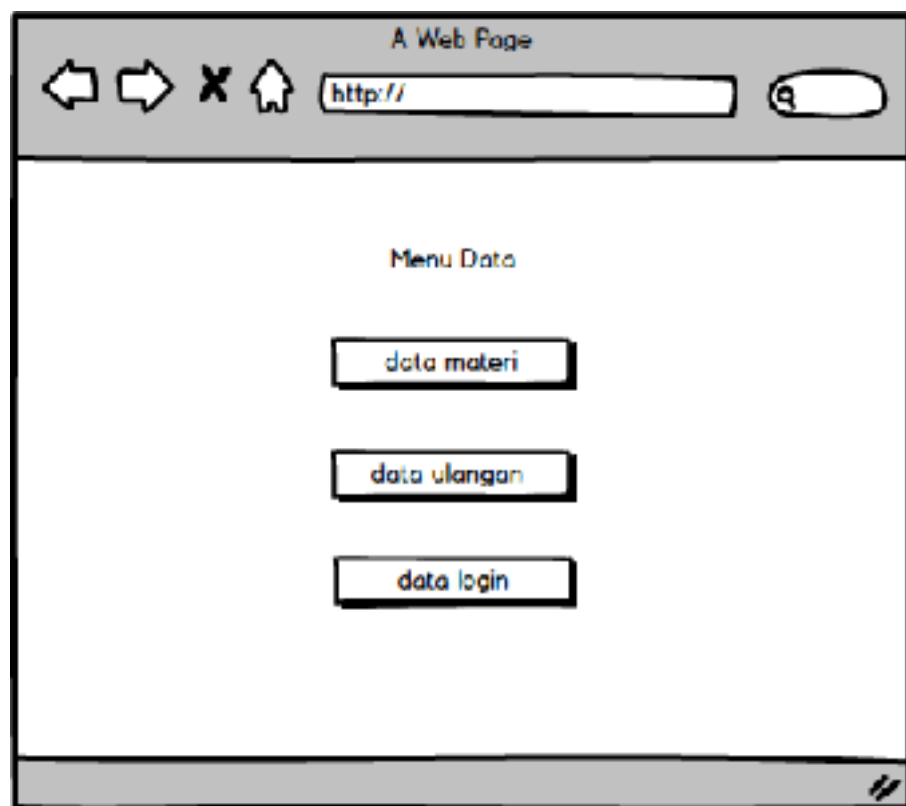 A Web Page
http://
Menu Data
data materi
data ulangan
data login